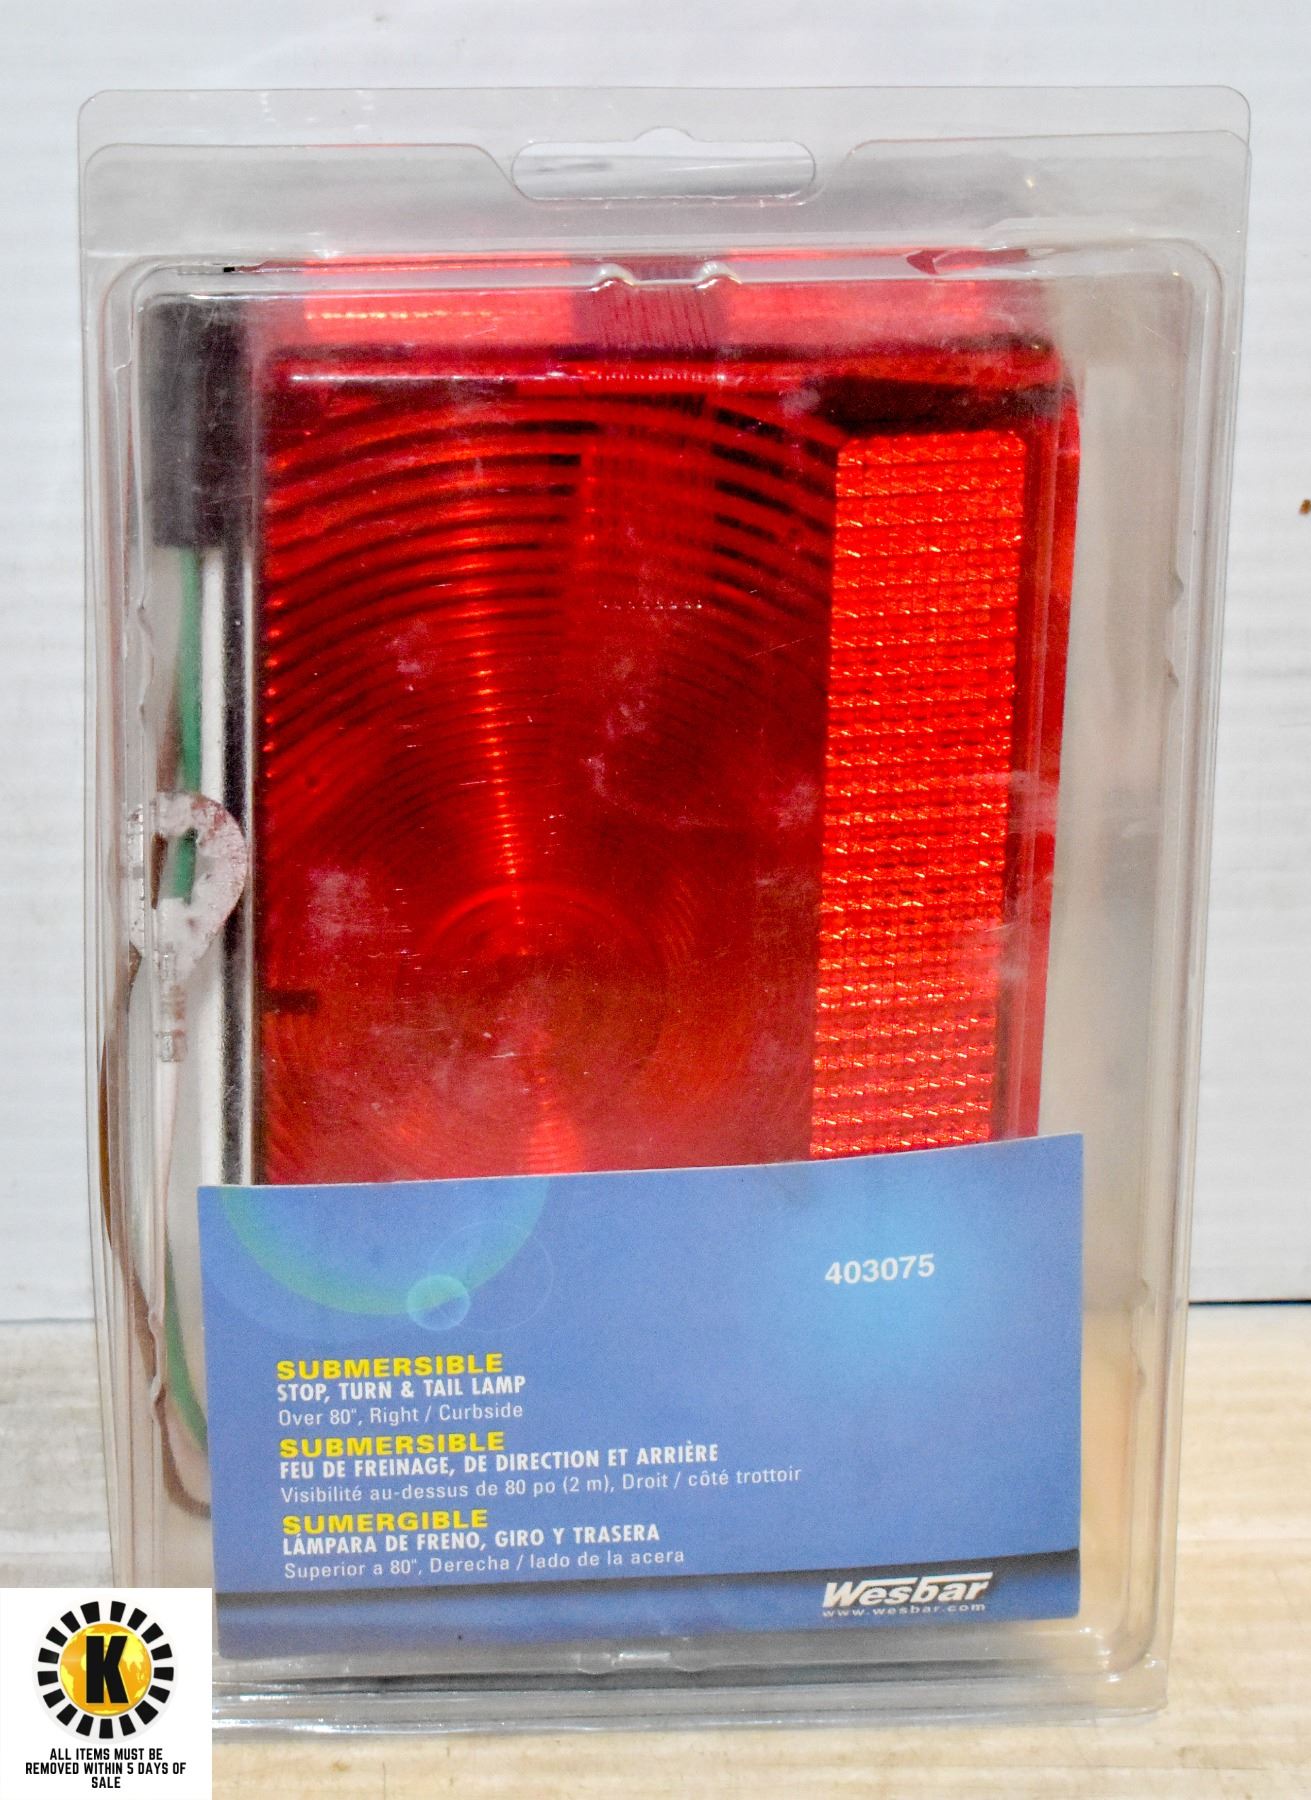 403075
SUBMERSIBLE
STOP, TURN & TAIL LAMP
Over 80", Right / Curbside
SUBMERSIBLE
FEU DE FREINAGE, DE DIRECTION ET ARRIÈRE
Visibilité au-dessus de 80 po (2 m), Droit / côté trottoir
SUMERGIBLE
LÁMPARA DE FRENO, GIRO Y TRASERA
Superior a 80", Derecha / lado de la acera
Wesbar
www.wesbar.com
K
ALL ITEMS MUST BE
REMOVED WITHIN 5 DAYS OF
SALE